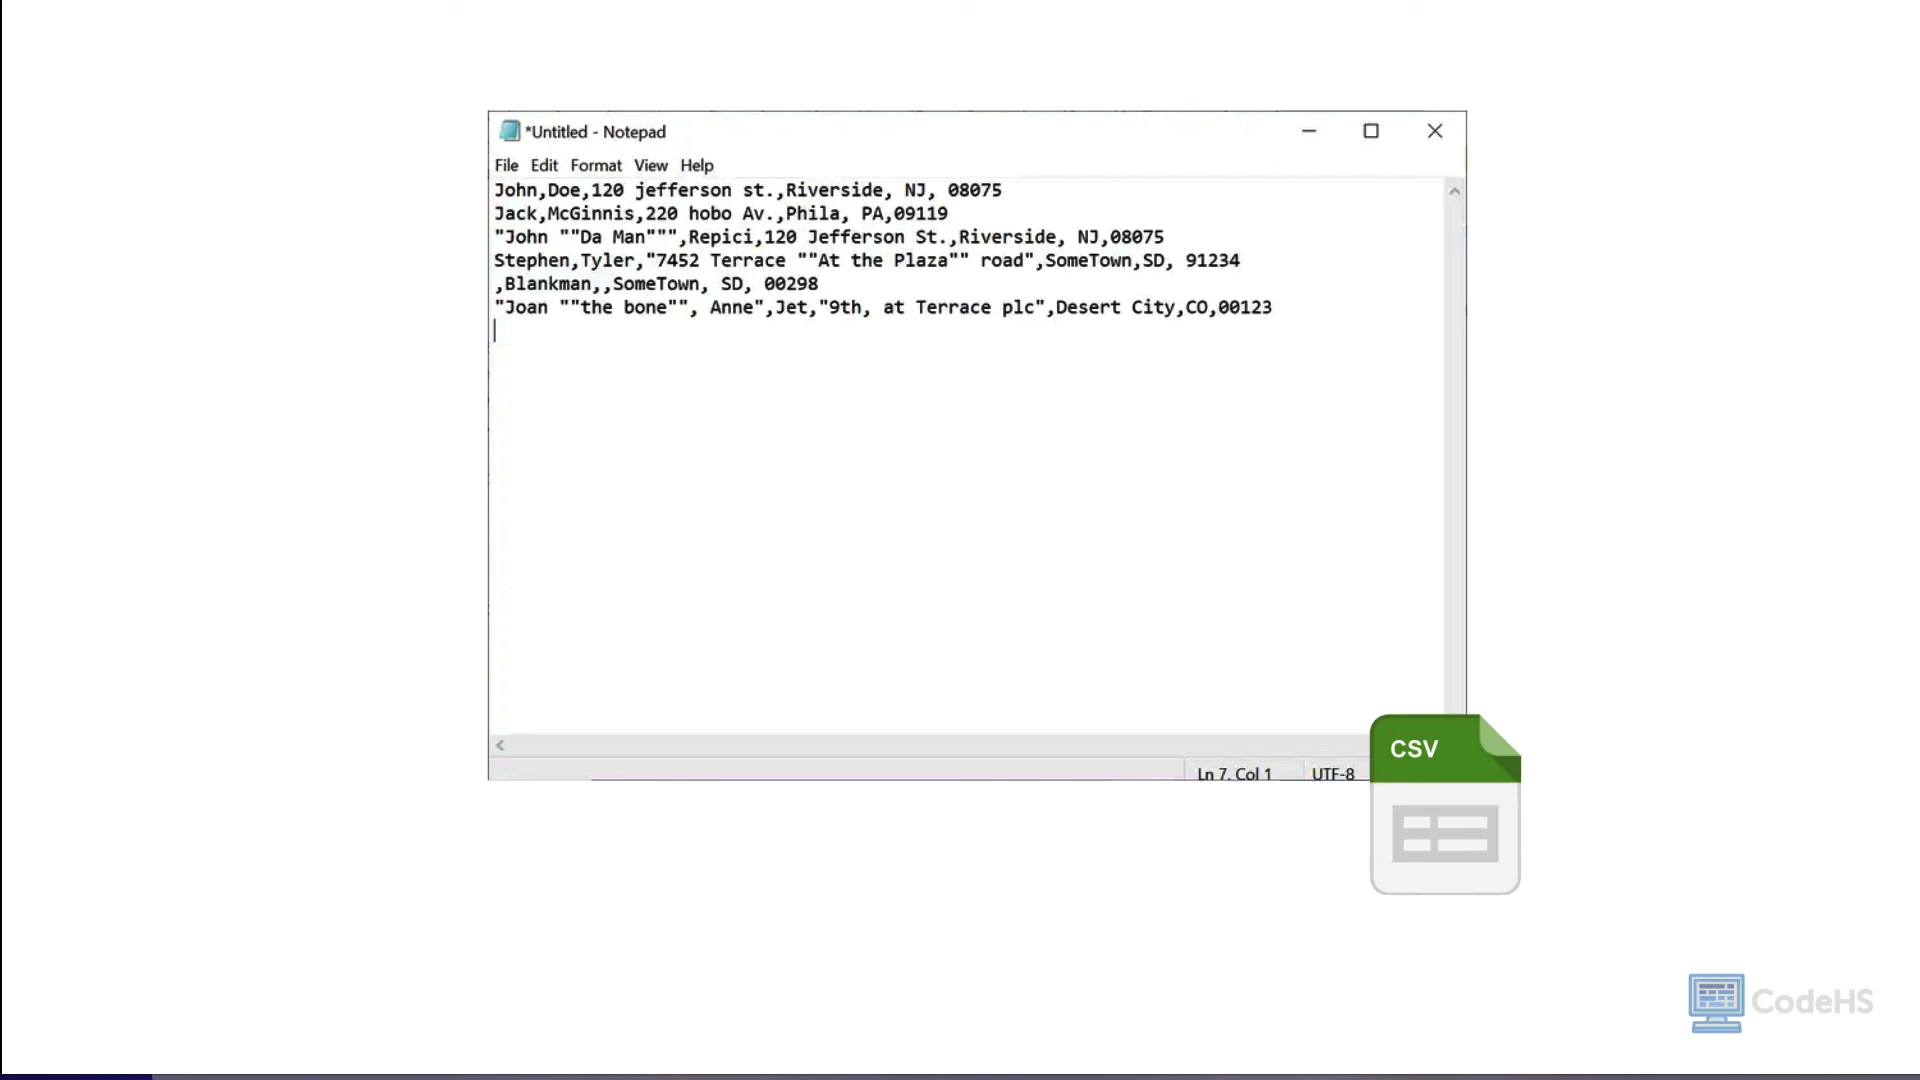 *Untitled - Notepad
File Edit Format View Help
John,Doe,120 jefferson st.,Riverside, NJ, 08075
Jack,McGinnis,220 hobo Av.,Phila, PA,09119
"John ""Da Man""",Repici,120 Jefferson St.,Riverside, NJ,08075
Stephen,Tyler,"7452 Terrace ""At the Plaza"" road",SomeTown,SD, 91234
,Blankman,,SomeTown, SD, 00298
"Joan ""the bone"", Anne",Jet,"9th, at Terrace plc",Desert City,CO,00123
Ln 7, Col 1 UTF-8
CSV
CodeHS